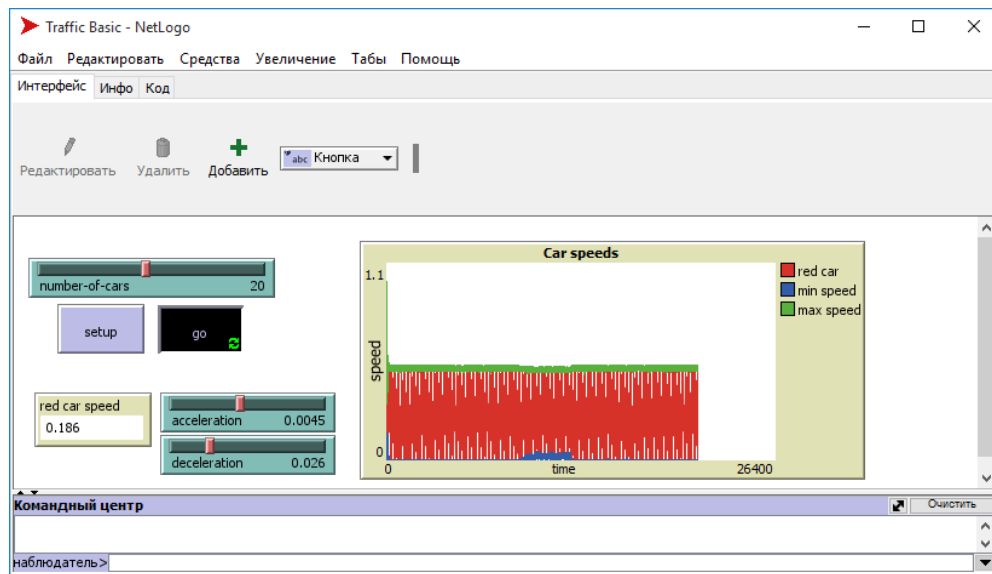 Traffic Basic - NetLogo
Файл Редактировать Средства Увеличение Табы Помощь
Интерфейс Инфо Код
Редактировать Удалить Добавить abc Кнопка
number-of-cars 20
setup go
red car speed
0.186
acceleration 0.0045
deceleration 0.026
Car speeds
1.1
speed
0
0 time 26400
red car
min speed
max speed
Командный центр Очистить
наблюдатель>